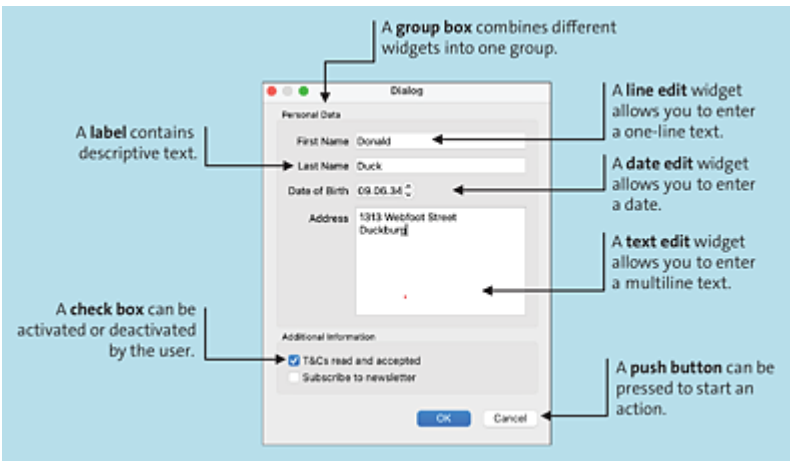 A group box combines different
widgets into one group.
Dialog
Personal Data
A line edit widget
allows you to enter
a one-line text.
A label contains
descriptive text.
First Name Donald
Last Name Duck
A date edit widget
allows you to enter
a date.
Date of Birth 09.06.34
Address 1313 Webfoot Street
Duckburg
A text edit widget
allows you to enter
a multiline text.
A check box can be
activated or deactivated
by the user.
Additional Information
T&Cs read and accepted
Subscribe to newsletter
A push button can be
pressed to start an
action.
OK Cancel